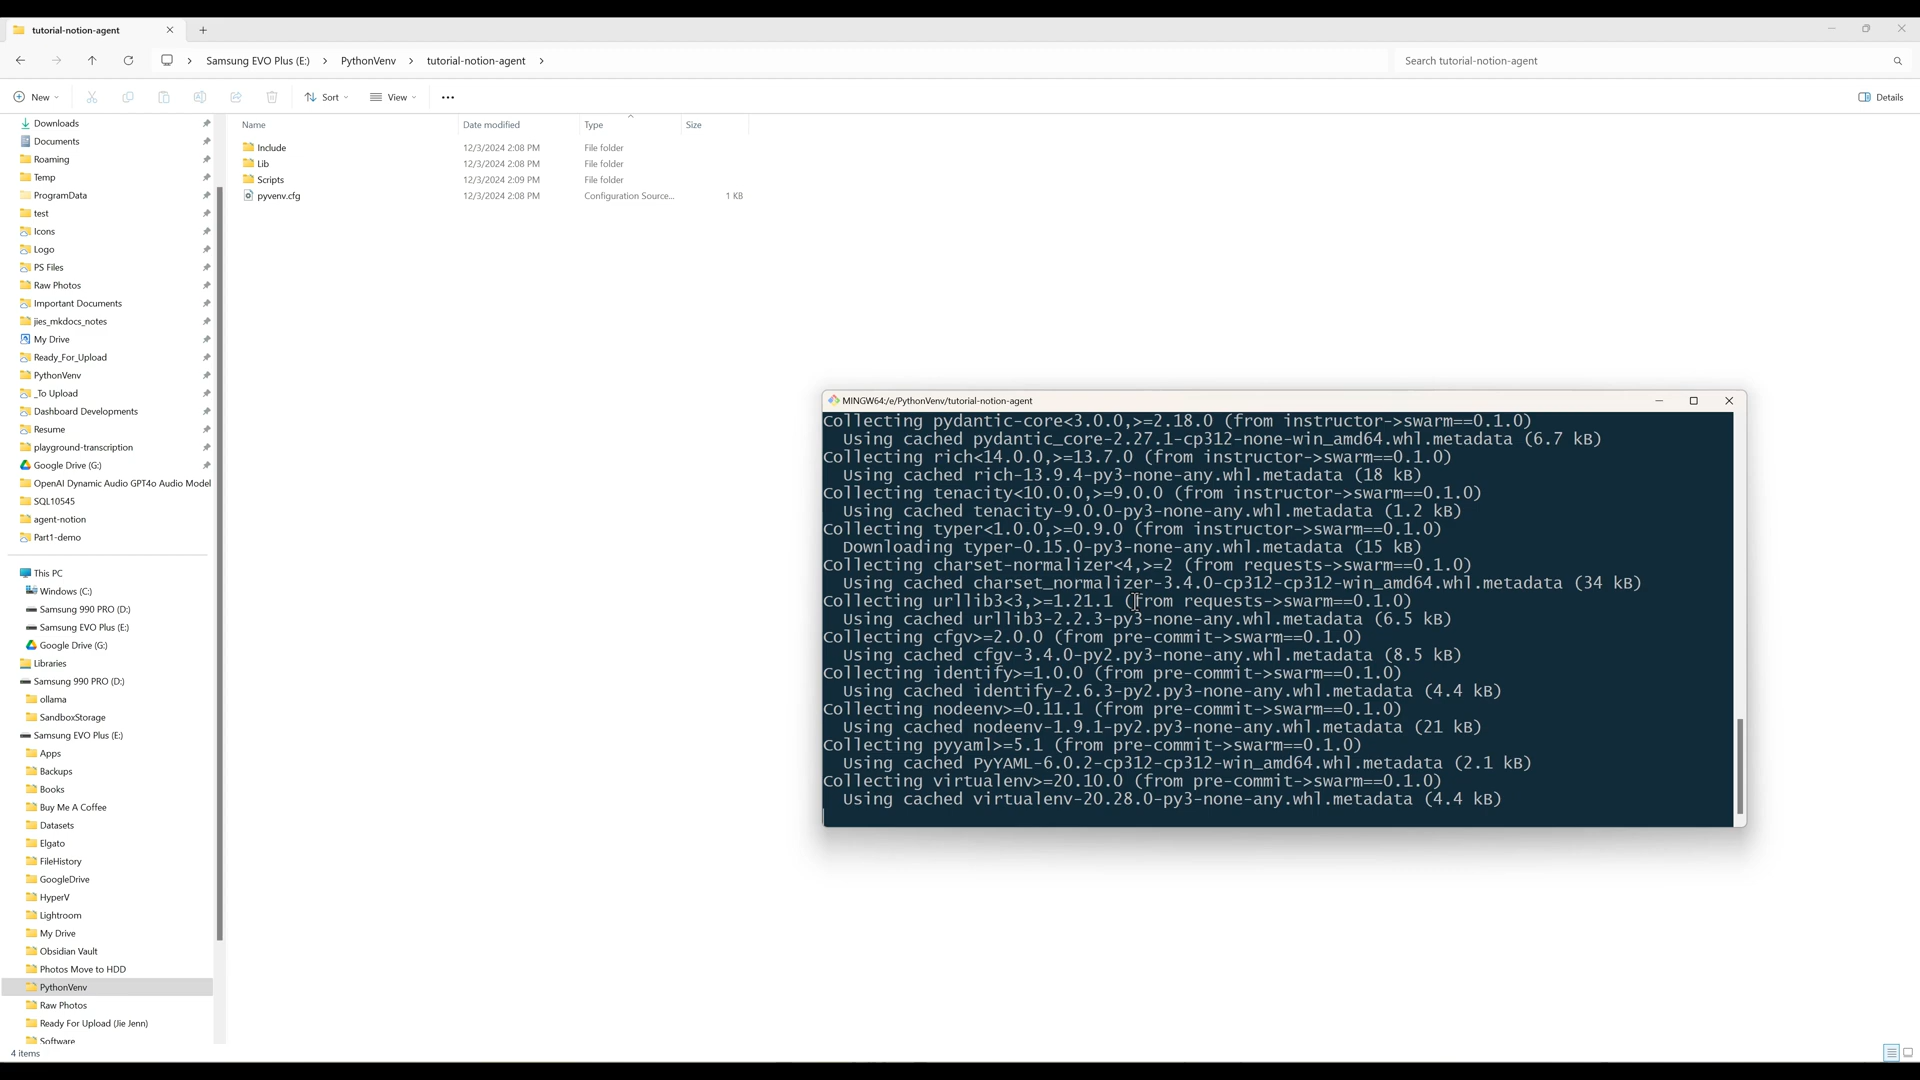 tutorial-notion-agent
Samsung EVO Plus (E:) > PythonVenv > tutorial-notion-agent >
Search tutorial-notion-agent
New
Sort
View
Details
Downloads
Documents
Roaming
Temp
ProgramData
test
Icons
Logo
PS Files
Raw Photos
Important Documents
jies_mkdocs_notes
My Drive
Ready_For_Upload
PythonVenv
_To Upload
Dashboard Developments
Resume
playground-transcription
Google Drive (G:)
OpenAI Dynamic Audio GPT4o Audio Model
SQL10545
agent-notion
Part1-demo
This PC
Windows (C:)
Samsung 990 PRO (D:)
Samsung EVO Plus (E:)
Google Drive (G:)
Libraries
Samsung 990 PRO (D:)
ollama
SandboxStorage
Samsung EVO Plus (E:)
Apps
Backups
Books
Buy Me A Coffee
Datasets
Elgato
FileHistory
GoogleDrive
HyperV
Lightroom
My Drive
Obsidian Vault
Photos Move to HDD
PythonVenv
Raw Photos
Ready For Upload (Jie Jenn)
Software
4 items
Name Date modified Type Size
Include 12/3/2024 2:08 PM File folder
Lib 12/3/2024 2:08 PM File folder
Scripts 12/3/2024 2:09 PM File folder
pyvenv.cfg 12/3/2024 2:08 PM Configuration Source... 1 KB
MINGW64:/e/PythonVenv/tutorial-notion-agent
Collecting pydantic-core<3.0.0,>=2.18.0 (from instructor->swarm==0.1.0)
Using cached pydantic_core-2.27.1-cp312-none-win_amd64.whl.metadata (6.7 kB)
Collecting rich<14.0.0,>=13.7.0 (from instructor->swarm==0.1.0)
Using cached rich-13.9.4-py3-none-any.whl.metadata (18 kB)
Collecting tenacity<10.0.0,>=9.0.0 (from instructor->swarm==0.1.0)
Using cached tenacity-9.0.0-py3-none-any.whl.metadata (1.2 kB)
Collecting typer<1.0.0,>=0.9.0 (from instructor->swarm==0.1.0)
Downloading typer-0.15.0-py3-none-any.whl.metadata (15 kB)
Collecting charset-normalizer<4,>=2 (from requests->swarm==0.1.0)
Using cached charset_normalizer-3.4.0-cp312-cp312-win_amd64.whl.metadata (34 kB)
Collecting urllib3<3,>=1.21.1 (from requests->swarm==0.1.0)
Using cached urllib3-2.2.3-py3-none-any.whl.metadata (6.5 kB)
Collecting cfgv>=2.0.0 (from pre-commit->swarm==0.1.0)
Using cached cfgv-3.4.0-py2.py3-none-any.whl.metadata (8.5 kB)
Collecting identify>=1.0.0 (from pre-commit->swarm==0.1.0)
Using cached identify-2.6.3-py2.py3-none-any.whl.metadata (4.4 kB)
Collecting nodeenv>=0.11.1 (from pre-commit->swarm==0.1.0)
Using cached nodeenv-1.9.1-py2.py3-none-any.whl.metadata (21 kB)
Collecting pyyaml>=5.1 (from pre-commit->swarm==0.1.0)
Using cached PyYAML-6.0.2-cp312-cp312-win_amd64.whl.metadata (2.1 kB)
Collecting virtualenv>=20.10.0 (from pre-commit->swarm==0.1.0)
Using cached virtualenv-20.28.0-py3-none-any.whl.metadata (4.4 kB)